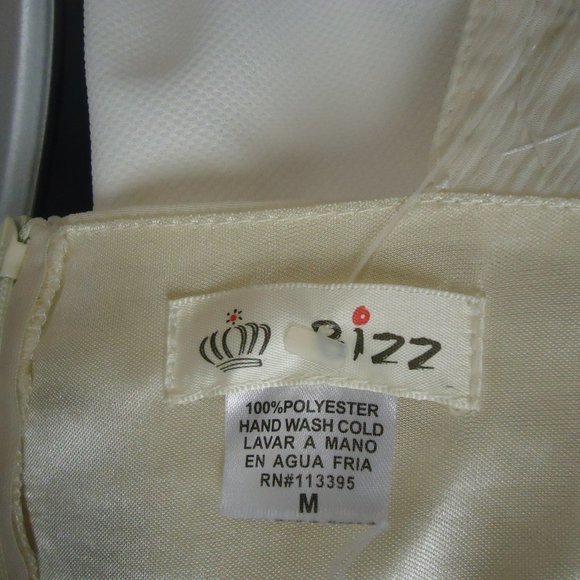 100%POLYESTER
HAND WASH COLD
LAVAR A MANO
EN AGUA FRIA
RN#113395
M